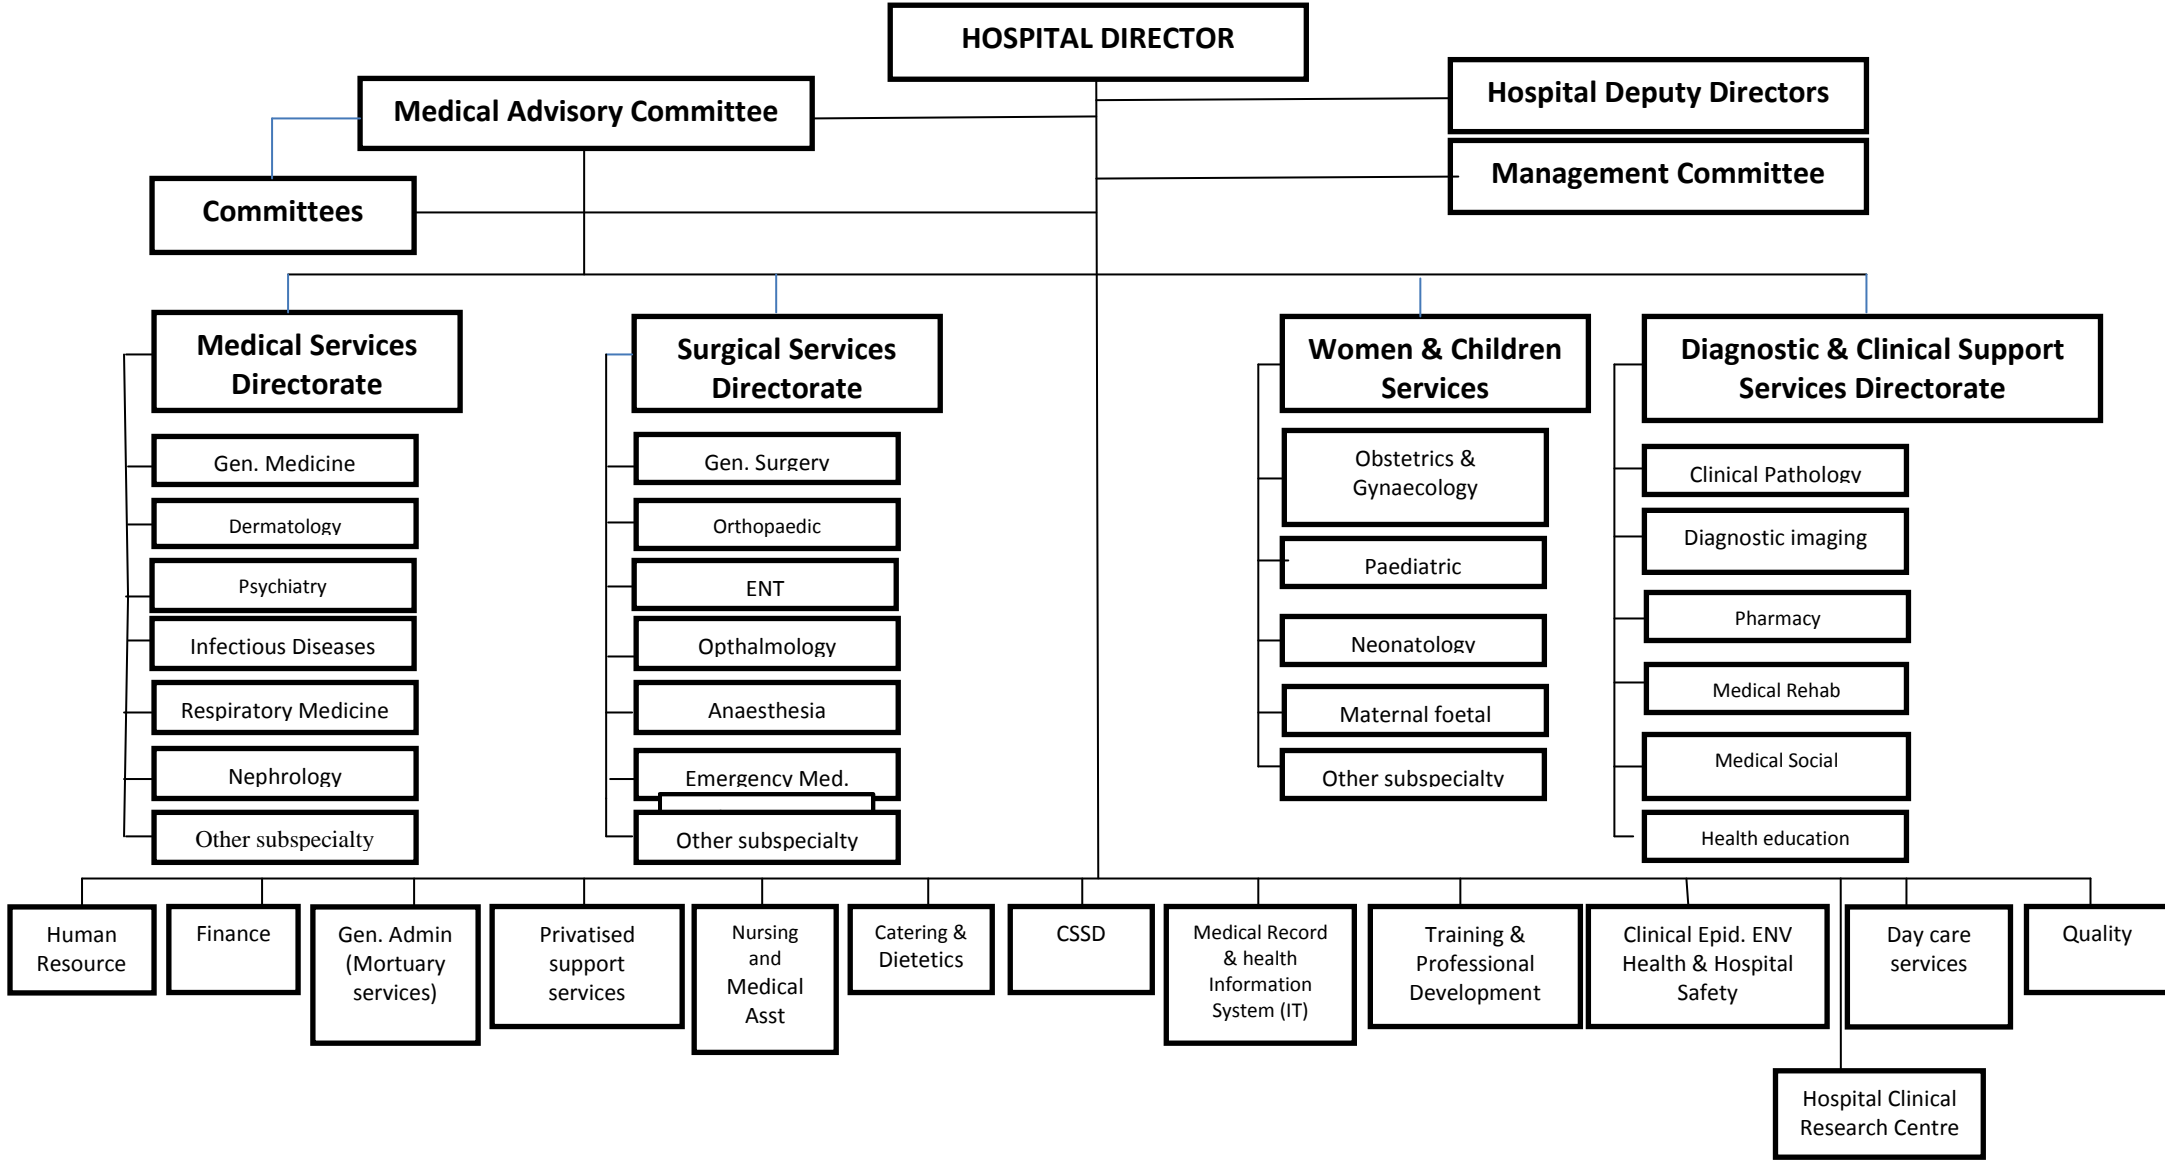 HOSPITAL DIRECTOR
Medical Advisory Committee
Hospital Deputy Directors
Management Committee
Committees
Medical Services
Directorate
Gen. Medicine
Dermatology
Psychiatry
Infectious Diseases
Respiratory Medicine
Nephrology
Other subspecialty
Surgical Services
Directorate
Gen. Surgery
Orthopaedic
ENT
Opthalmology
Anaesthesia
Emergency Med.
Other subspecialty
Women & Children
Services
Obstetrics &
Gynaecology
Paediatric
Neonatology
Maternal foetal
Other subspecialty
Diagnostic & Clinical Support
Services Directorate
Clinical Pathology
Diagnostic imaging
Pharmacy
Medical Rehab
Medical Social
Health education
Human
Resource
Finance
Gen. Admin
(Mortuary
services)
Privatised
support
services
Nursing
and
Medical
Asst
Catering &
Dietetics
CSSD
Medical Record
& health
Information
System (IT)
Training &
Professional
Development
Clinical Epid. ENV
Health & Hospital
Safety
Day care
services
Quality
Hospital Clinical
Research Centre